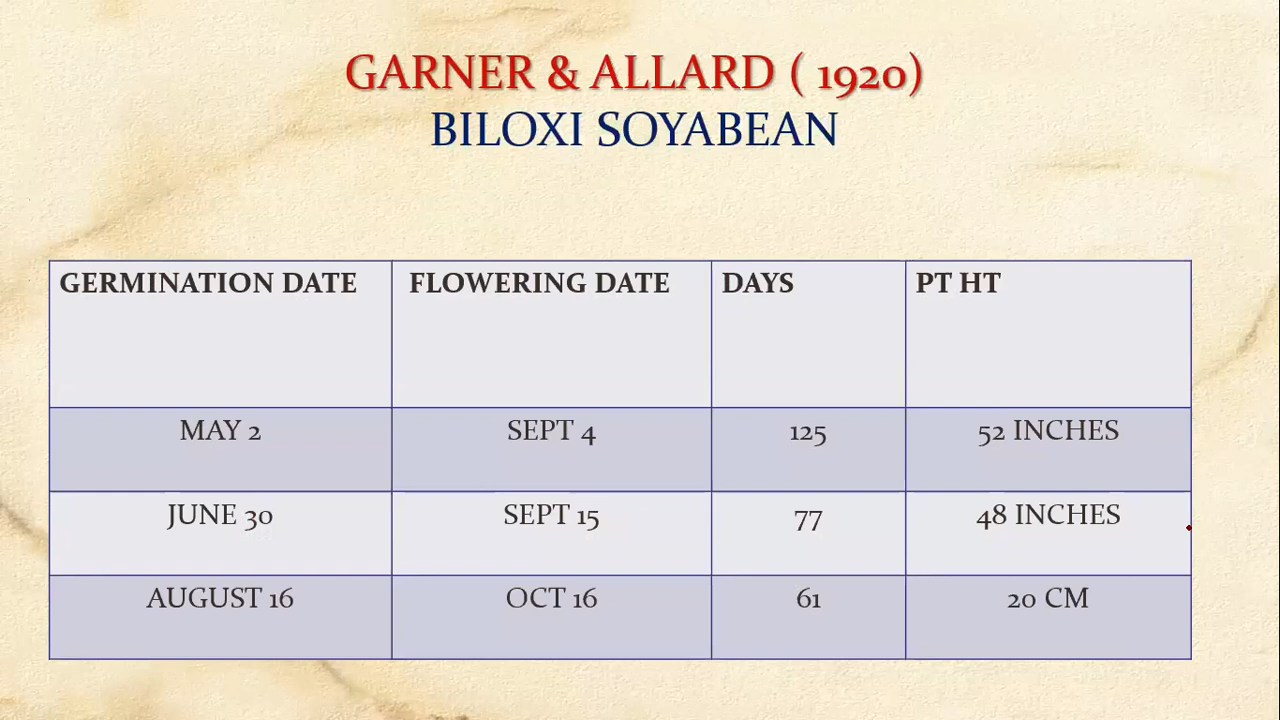 GARNER & ALLARD ( 1920)
BILOXI SOYABEAN
GERMINATION DATE FLOWERING DATE DAYS PT HT
MAY 2 SEPT 4 125 52 INCHES
JUNE 30 SEPT 15 77 48 INCHES
AUGUST 16 OCT 16 61 20 CM